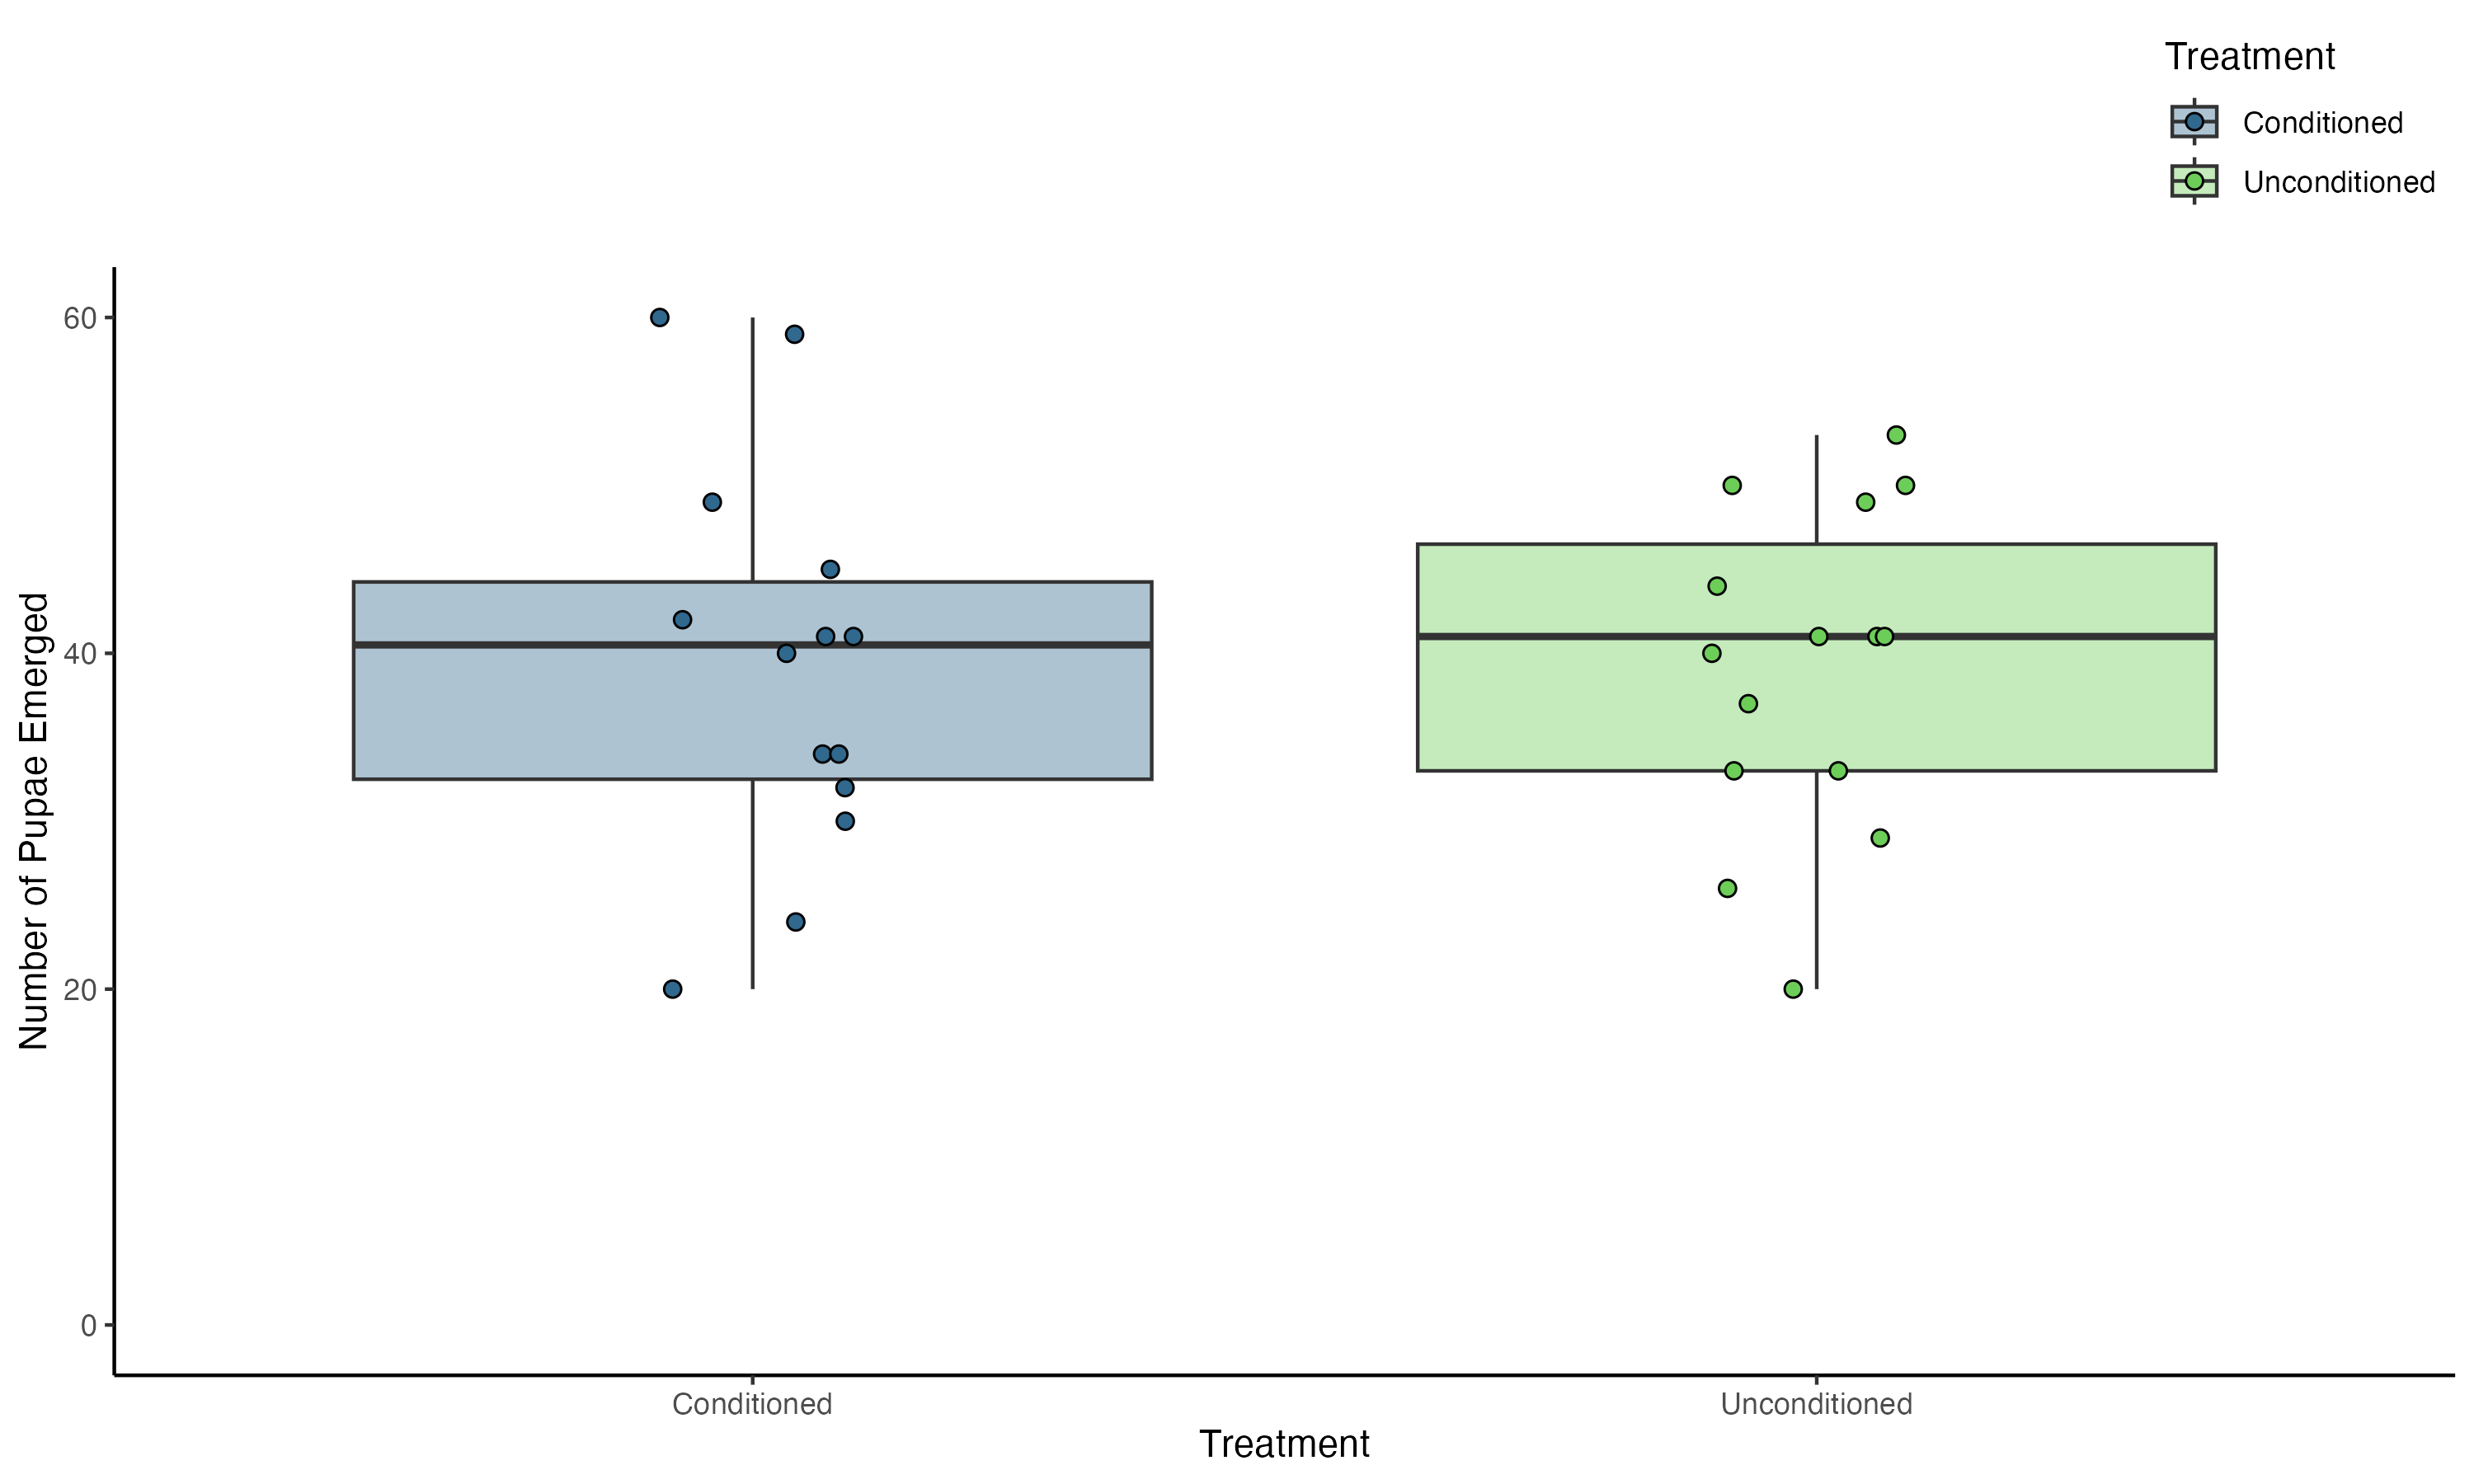 Treatment
Conditioned
Unconditioned
60
40
20
0
Number of Pupae Emerged
Conditioned
Unconditioned
Treatment